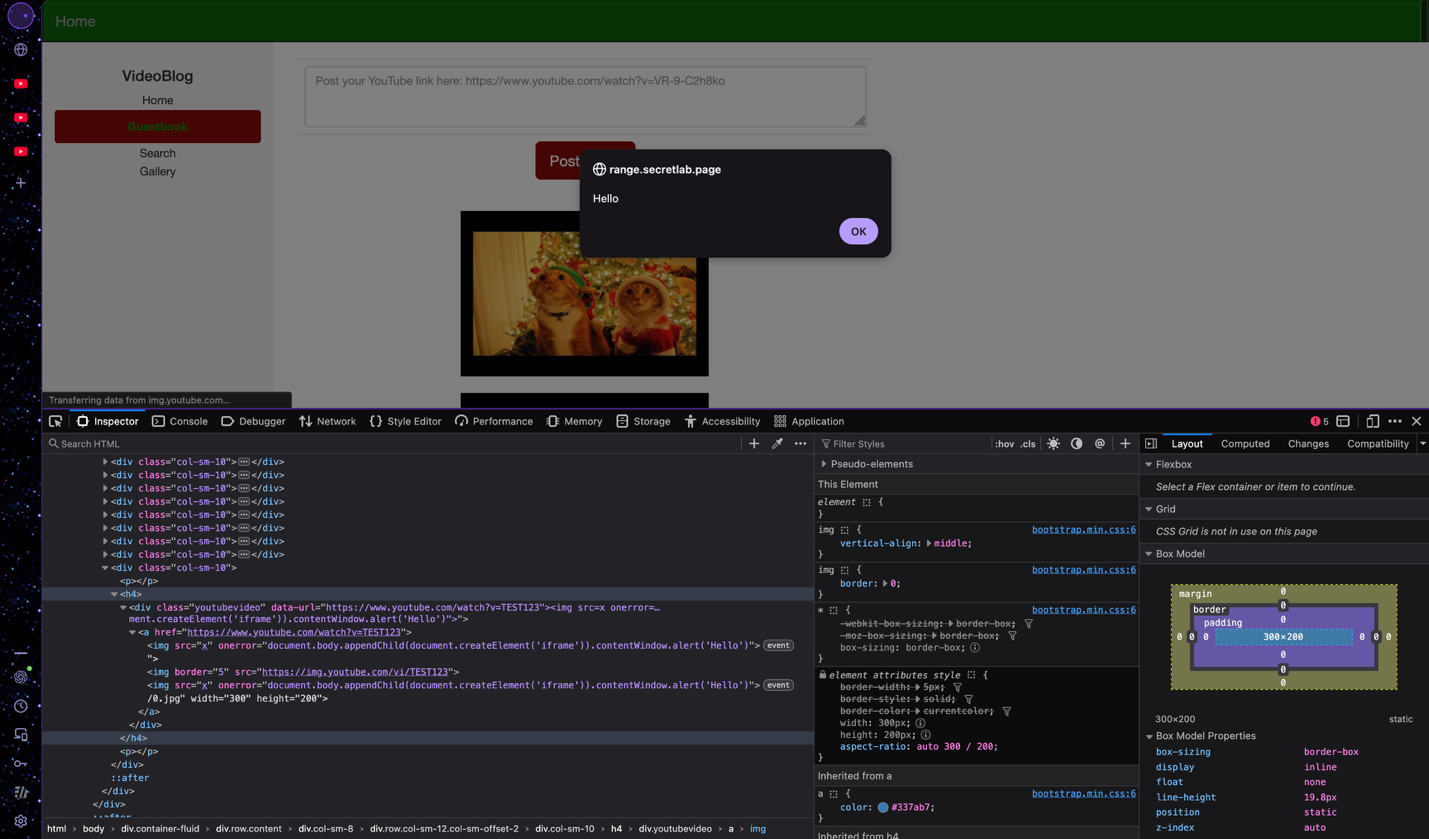 Home
VideoBlog
Home
Guestbook
Search
Gallery
Post your YouTube link here: https://www.youtube.com/watch?v=VR-9-C2h8ko
Post
range.secretlab.page
Hello
OK
Transferring data from img.youtube.com...
Inspector
Console
Debugger
Network
{} Style Editor
Performance
Memory
Storage
Accessibility
Application
5
Search HTML
<div class="col-sm-10"></div>
<div class="col-sm-10"></div>
<div class="col-sm-10"></div>
<div class="col-sm-10"></div>
<div class="col-sm-10"></div>
<div class="col-sm-10"></div>
<div class="col-sm-10"></div>
<div class="col-sm-10"></div>
<div class="col-sm-10">
<p></p>
<h4>
<div class="youtubevideo" data-url="https://www.youtube.com/watch?v=TEST123"><img src=x onerror=…
ment.createElement('iframe')).contentWindow.alert('Hello')">">
<a href="https://www.youtube.com/watch?v=TEST123">
<img src="x" onerror="document.body.appendChild(document.createElement('iframe')).contentWindow.alert('Hello')"> event
">
<img border="5" src="https://img.youtube.com/vi/TEST123">
<img src="x" onerror="document.body.appendChild(document.createElement('iframe')).contentWindow.alert('Hello')"> event
/0.jpg" width="300" height="200">
</a>
</div>
</h4>
<p></p>
</div>
::after
</div>
</div>
::after
html > body > div.container-fluid > div.row.content > div.col-sm-8 > div.row.col-sm-12.col-sm-offset-2 > div.col-sm-10 > h4 > div.youtubevideo > a > img
Filter Styles
:hov .cls
Pseudo-elements
This Element
element {
}
img { bootstrap.min.css:6
vertical-align: middle;
}
img { bootstrap.min.css:6
border: 0;
}
* { bootstrap.min.css:6
-webkit-box-sizing: border-box;
-moz-box-sizing: border-box;
box-sizing: border-box;
}
element attributes style {
border-width: 5px;
border-style: solid;
border-color: currentcolor;
width: 300px;
height: 200px;
aspect-ratio: auto 300 / 200;
}
Inherited from a
a { bootstrap.min.css:6
color: #337ab7;
}
Inherited from h4
Layout
Computed
Changes
Compatibility
Flexbox
Select a Flex container or item to continue.
Grid
CSS Grid is not in use on this page
Box Model
margin 0
border 0
padding 0
0 0 0 300×200 0 0 0
0
0
0
300×200 static
Box Model Properties
box-sizing border-box
display inline
float none
line-height 19.8px
position static
z-index auto